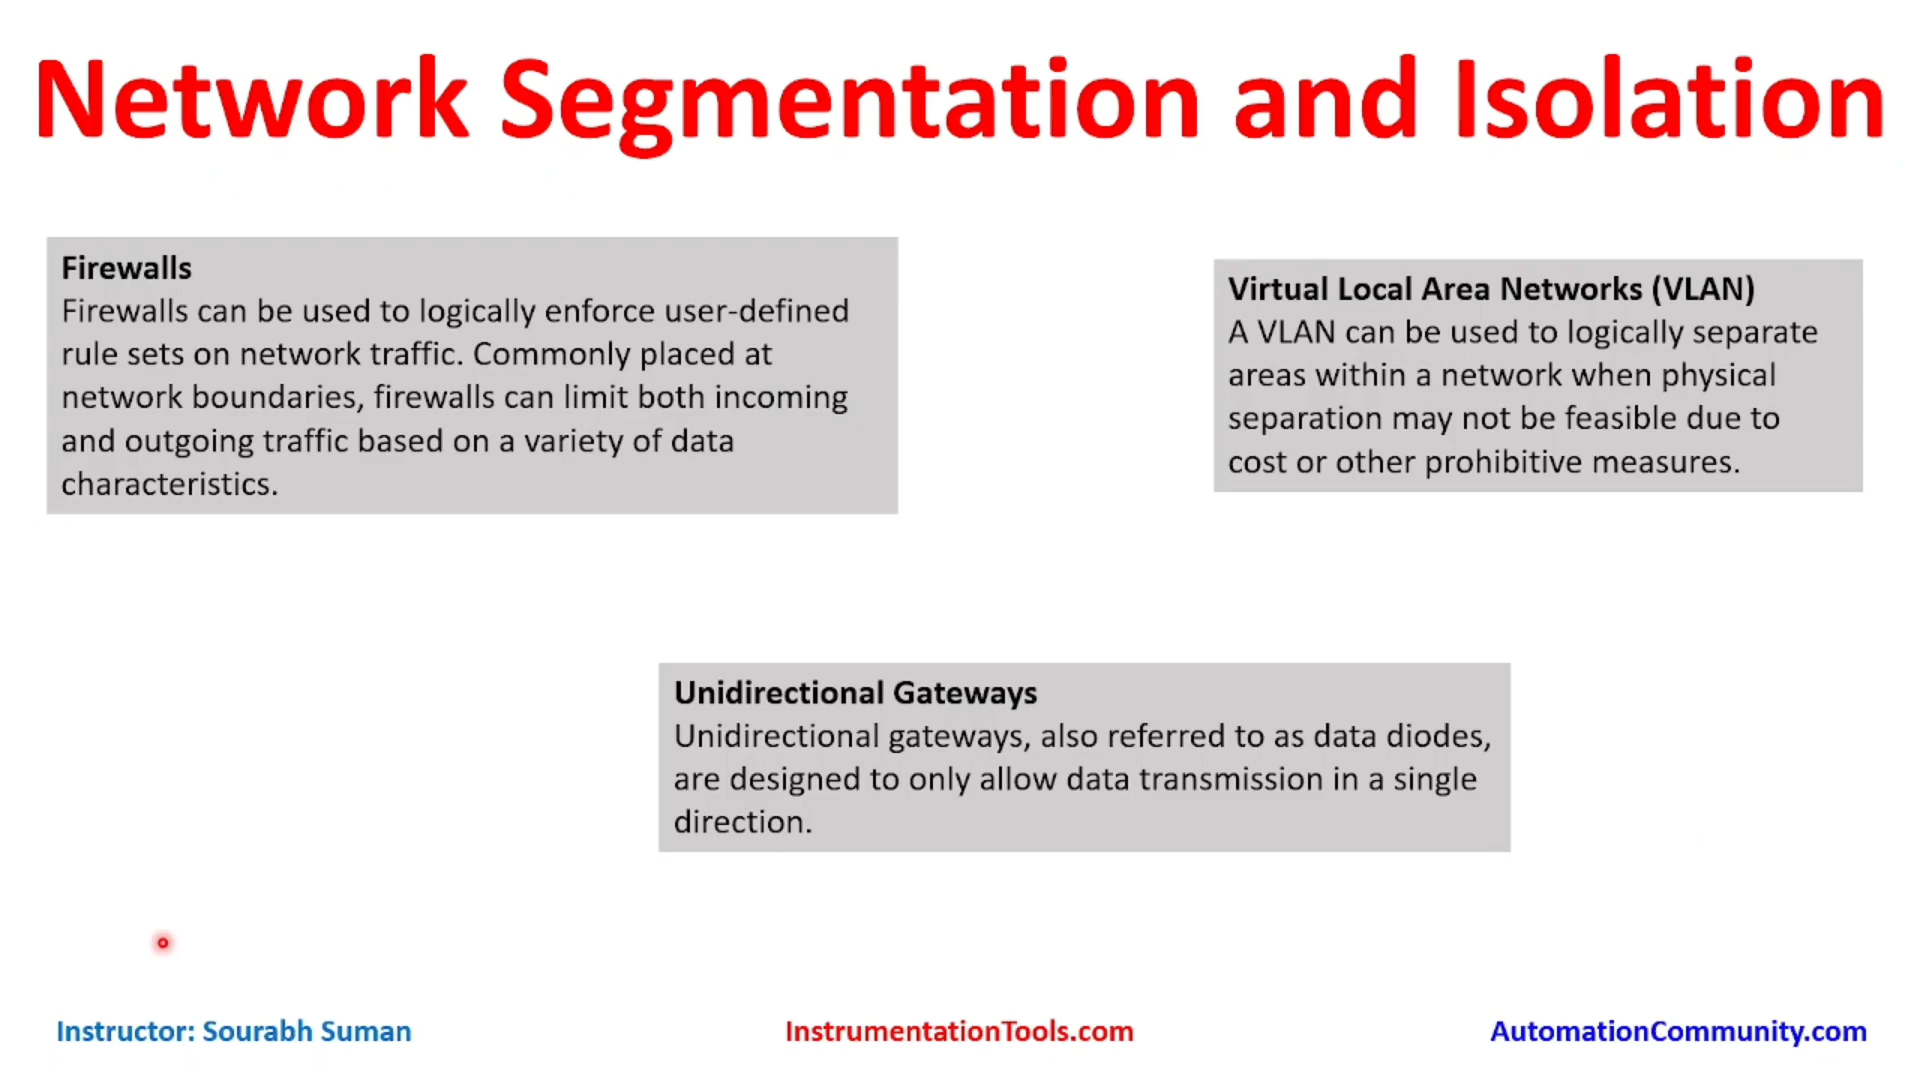 Network Segmentation and Isolation
Firewalls
Firewalls can be used to logically enforce user-defined
rule sets on network traffic. Commonly placed at
network boundaries, firewalls can limit both incoming
and outgoing traffic based on a variety of data
characteristics.
Virtual Local Area Networks (VLAN)
A VLAN can be used to logically separate
areas within a network when physical
separation may not be feasible due to
cost or other prohibitive measures.
Unidirectional Gateways
Unidirectional gateways, also referred to as data diodes,
are designed to only allow data transmission in a single
direction.
Instructor: Sourabh Suman
InstrumentationTools.com
AutomationCommunity.com